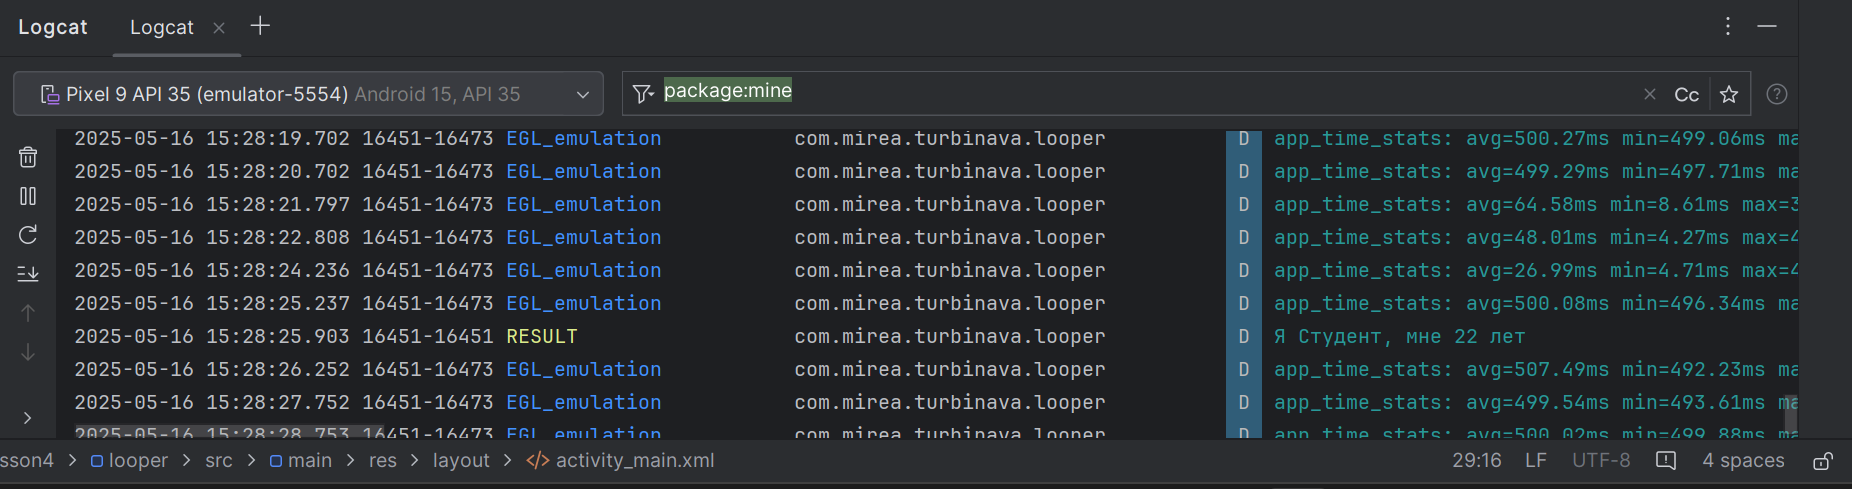 Logcat Logcat
Pixel 9 API 35 (emulator-5554) Android 15, API 35 package:mine Cc
2025-05-16 15:28:19.702 16451-16473 EGL_emulation com.mirea.turbinava.looper D app_time_stats: avg=500.27ms min=499.06ms ma
2025-05-16 15:28:20.702 16451-16473 EGL_emulation com.mirea.turbinava.looper D app_time_stats: avg=499.29ms min=497.71ms ma
2025-05-16 15:28:21.797 16451-16473 EGL_emulation com.mirea.turbinava.looper D app_time_stats: avg=64.58ms min=8.61ms max=3
2025-05-16 15:28:22.808 16451-16473 EGL_emulation com.mirea.turbinava.looper D app_time_stats: avg=48.01ms min=4.27ms max=4
2025-05-16 15:28:24.236 16451-16473 EGL_emulation com.mirea.turbinava.looper D app_time_stats: avg=26.99ms min=4.71ms max=4
2025-05-16 15:28:25.237 16451-16473 EGL_emulation com.mirea.turbinava.looper D app_time_stats: avg=500.08ms min=496.34ms ma
2025-05-16 15:28:25.903 16451-16451 RESULT com.mirea.turbinava.looper D Я Студент, мне 22 лет
2025-05-16 15:28:26.252 16451-16473 EGL_emulation com.mirea.turbinava.looper D app_time_stats: avg=507.49ms min=492.23ms ma
2025-05-16 15:28:27.752 16451-16473 EGL_emulation com.mirea.turbinava.looper D app_time_stats: avg=499.54ms min=493.61ms ma
2025-05-16 15:28:28.753 16451-16473 EGL_emulation com.mirea.turbinava.looper D app_time_stats: avg=500.02ms min=499.88ms ma
sson4 > looper > src > main > res > layout > activity_main.xml 29:16 LF UTF-8 4 spaces